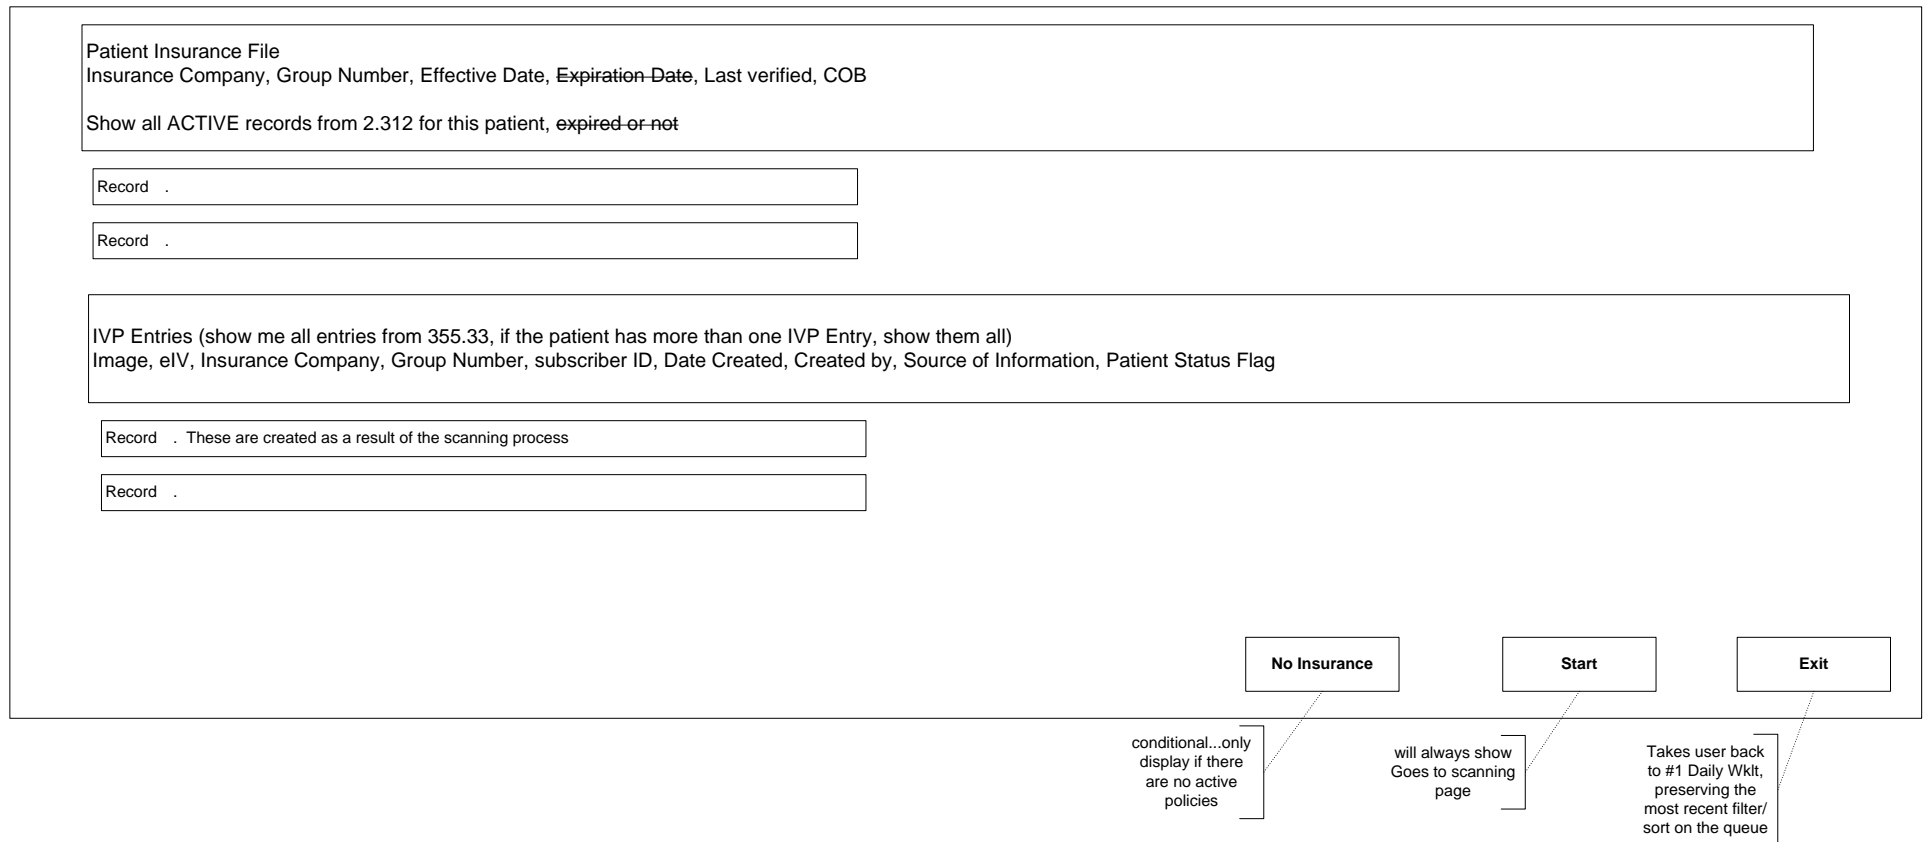 Patient Insurance File
Insurance Company, Group Number, Effective Date, Expiration Date, Last verified, COB
Show all ACTIVE records from 2.312 for this patient, expired or not
Record .
Record .
IVP Entries (show me all entries from 355.33, if the patient has more than one IVP Entry, show them all)
Image, eIV, Insurance Company, Group Number, subscriber ID, Date Created, Created by, Source of Information, Patient Status Flag
Record . These are created as a result of the scanning process
Record .
No Insurance
Start
Exit
conditional...only
display if there
are no active
policies
will always show
Goes to scanning
page
Takes user back
to #1 Daily Wklt,
preserving the
most recent filter/
sort on the queue